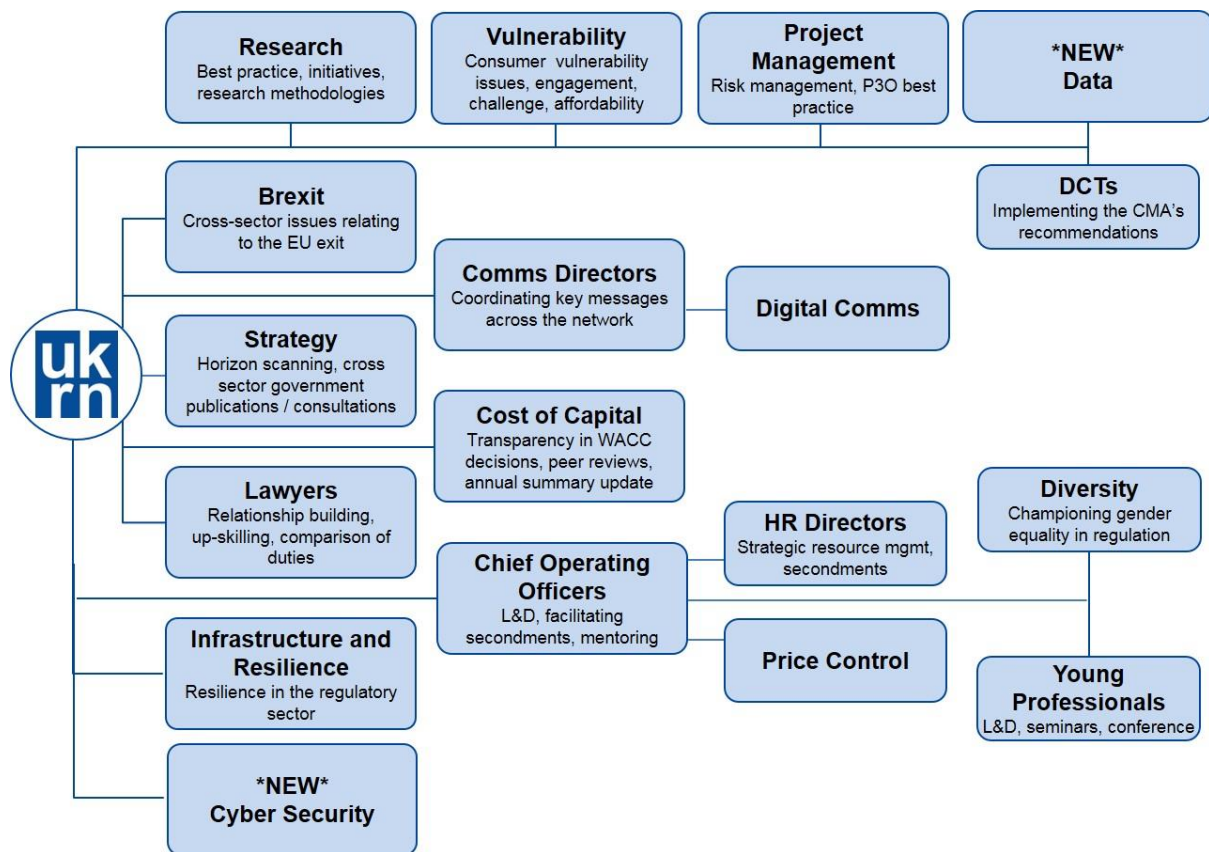 Research
Best practice, initiatives,
research methodologies
Vulnerability
Consumer vulnerability
issues, engagement,
challenge, affordability
Project
Management
Risk management, P3O best
practice
*NEW*
Data
DCTs
Implementing the CMA's
recommendations
Brexit
Cross-sector issues relating
to the EU exit
Comms Directors
Coordinating key messages
across the network
Digital Comms
uk
rn
Strategy
Horizon scanning, cross
sector government
publications / consultations
Cost of Capital
Transparency in WACC
decisions, peer reviews,
annual summary update
Lawyers
Relationship building,
up-skilling, comparison of
duties
HR Directors
Strategic resource mgmt,
secondments
Diversity
Championing gender
equality in regulation
Chief Operating
Officers
L&D, facilitating
secondments, mentoring
Infrastructure and
Resilience
Resilience in the regulatory
sector
Price Control
Young
Professionals
L&D, seminars, conference
*NEW*
Cyber Security